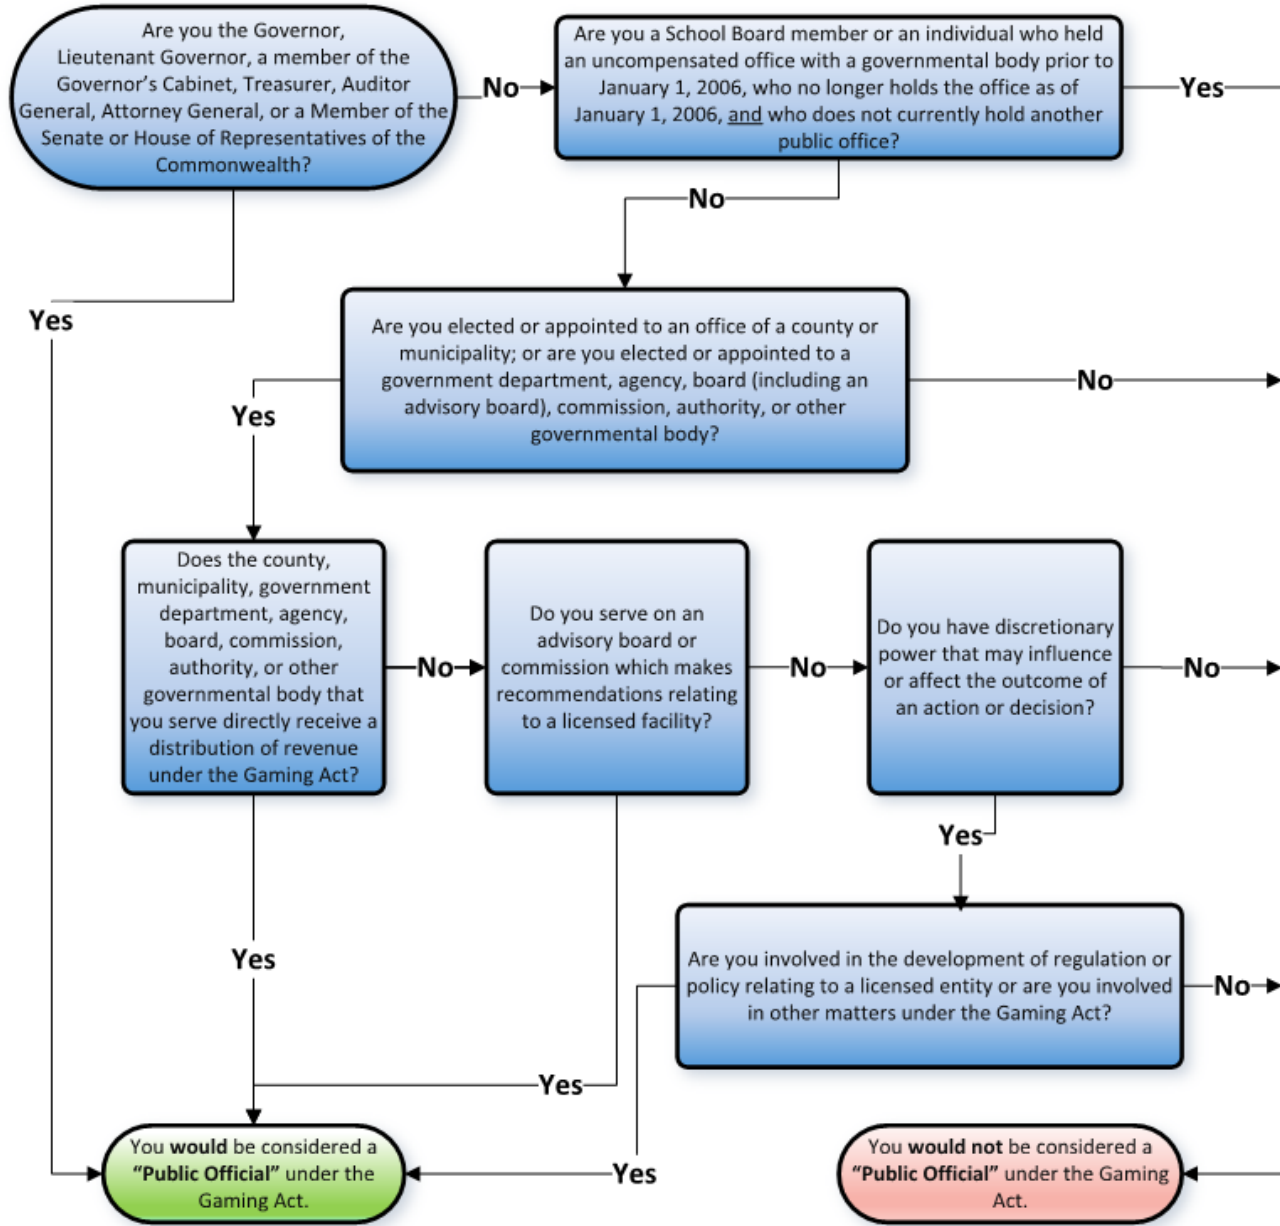 Are you the Governor,
Lieutenant Governor, a member of the
Governor's Cabinet, Treasurer, Auditor
General, Attorney General, or a Member of the
Senate or House of Representatives of the
Commonwealth?
No
Are you a School Board member or an individual who held
an uncompensated office with a governmental body prior to
January 1, 2006, who no longer holds the office as of
January 1, 2006, and who does not currently hold another
public office?
Yes
No
Yes
Are you elected or appointed to an office of a county or
municipality; or are you elected or appointed to a
government department, agency, board (including an
advisory board), commission, authority, or other
governmental body?
No
Yes
Does the county,
municipality, government
department, agency,
board, commission,
authority, or other
governmental body that
you serve directly receive a
distribution of revenue
under the Gaming Act?
No
Do you serve on an
advisory board or
commission which makes
recommendations relating
to a licensed facility?
No
Do you have discretionary
power that may influence
or affect the outcome of
an action or decision?
No
Yes
Are you involved in the development of regulation or
policy relating to a licensed entity or are you involved
in other matters under the Gaming Act?
No
Yes
Yes
Yes
You would be considered a
“Public Official” under the
Gaming Act.
You would not be considered a
“Public Official” under the Gaming
Act.